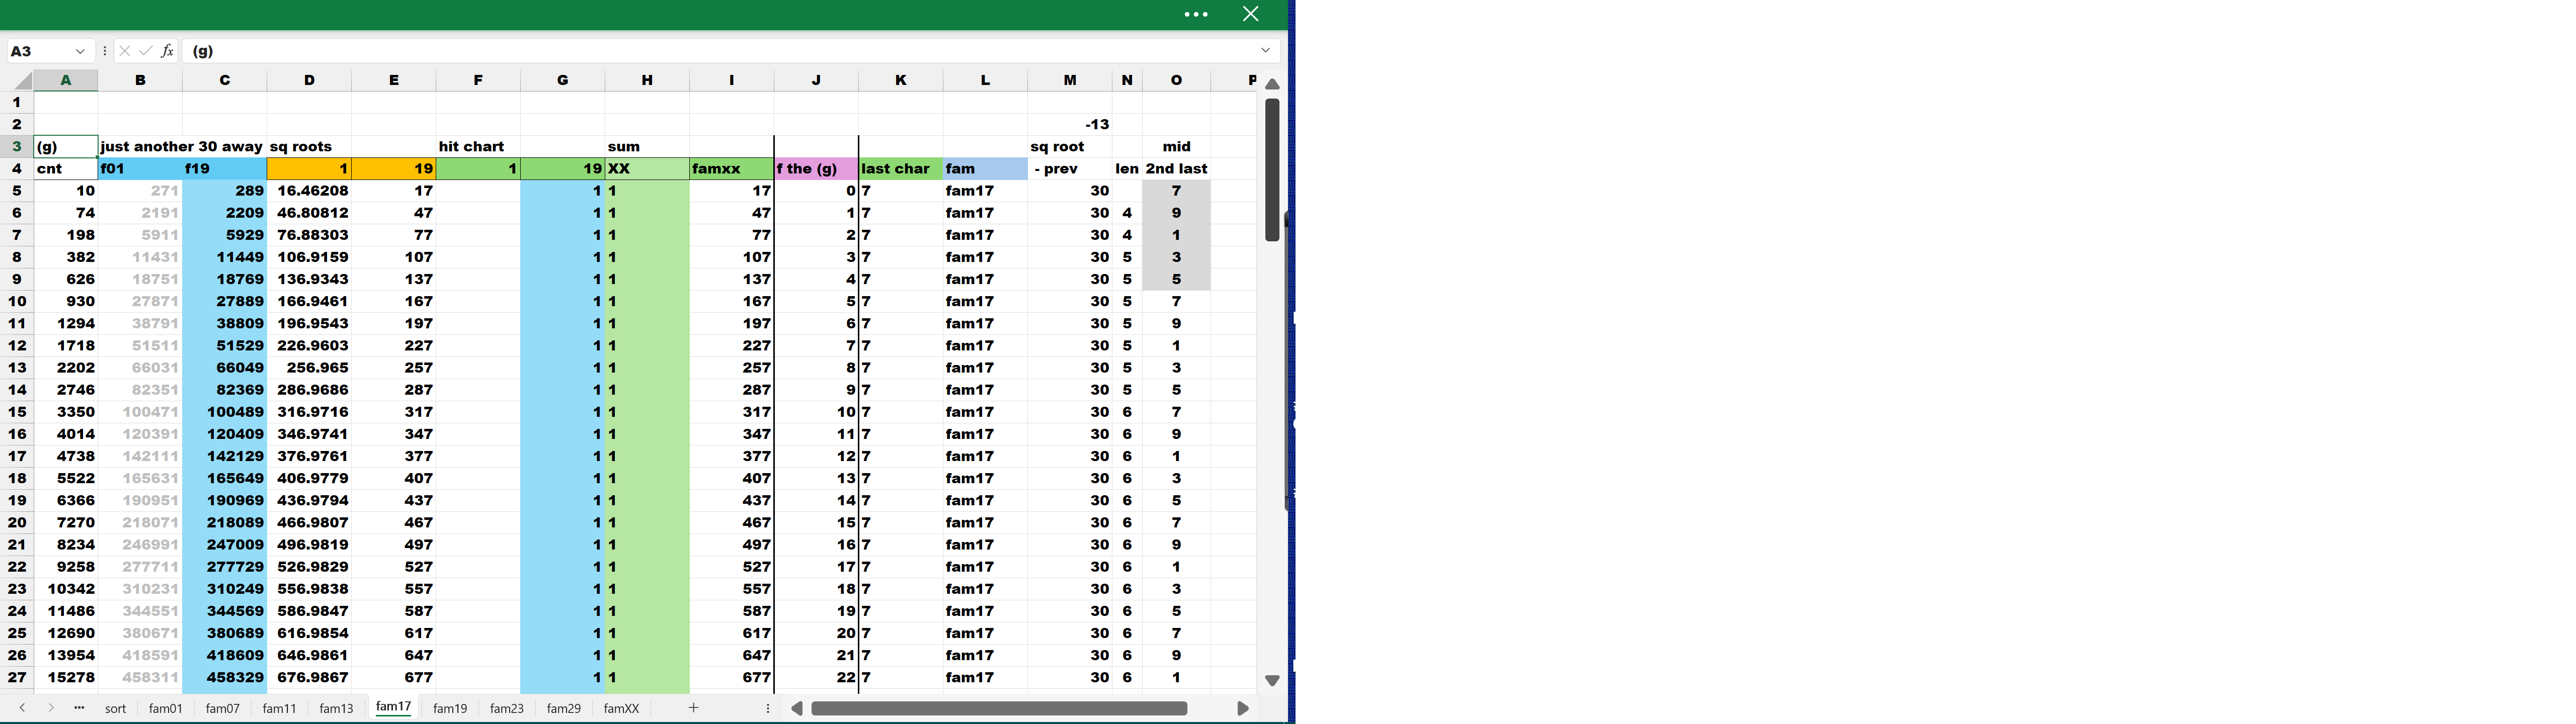 A3 fx (g)
A B C D E F G H I J K L M N O P
1
2 -13
3 (g) just another 30 away sq roots hit chart sum sq root mid
4 cnt f01 f19 1 19 1 19 XX famxx f the (g) last char fam - prev len 2nd last
5 10 271 289 16.46208 17 1 1 17 0 7 fam17 30 7
6 74 2191 2209 46.80812 47 1 1 47 1 7 fam17 30 4 9
7 198 5911 5929 76.88303 77 1 1 77 2 7 fam17 30 4 1
8 382 11431 11449 106.9159 107 1 1 107 3 7 fam17 30 5 3
9 626 18751 18769 136.9343 137 1 1 137 4 7 fam17 30 5 5
10 930 27871 27889 166.9461 167 1 1 167 5 7 fam17 30 5 7
11 1294 38791 38809 196.9543 197 1 1 197 6 7 fam17 30 5 9
12 1718 51511 51529 226.9603 227 1 1 227 7 7 fam17 30 5 1
13 2202 66031 66049 256.965 257 1 1 257 8 7 fam17 30 5 3
14 2746 82351 82369 286.9686 287 1 1 287 9 7 fam17 30 5 5
15 3350 100471 100489 316.9716 317 1 1 317 10 7 fam17 30 6 7
16 4014 120391 120409 346.9741 347 1 1 347 11 7 fam17 30 6 9
17 4738 142111 142129 376.9761 377 1 1 377 12 7 fam17 30 6 1
18 5522 165631 165649 406.9779 407 1 1 407 13 7 fam17 30 6 3
19 6366 190951 190969 436.9794 437 1 1 437 14 7 fam17 30 6 5
20 7270 218071 218089 466.9807 467 1 1 467 15 7 fam17 30 6 7
21 8234 246991 247009 496.9819 497 1 1 497 16 7 fam17 30 6 9
22 9258 277711 277729 526.9829 527 1 1 527 17 7 fam17 30 6 1
23 10342 310231 310249 556.9838 557 1 1 557 18 7 fam17 30 6 3
24 11486 344551 344569 586.9847 587 1 1 587 19 7 fam17 30 6 5
25 12690 380671 380689 616.9854 617 1 1 617 20 7 fam17 30 6 7
26 13954 418591 418609 646.9861 647 1 1 647 21 7 fam17 30 6 9
27 15278 458311 458329 676.9867 677 1 1 677 22 7 fam17 30 6 1
sort fam01 fam07 fam11 fam13 fam17 fam19 fam23 fam29 famXX